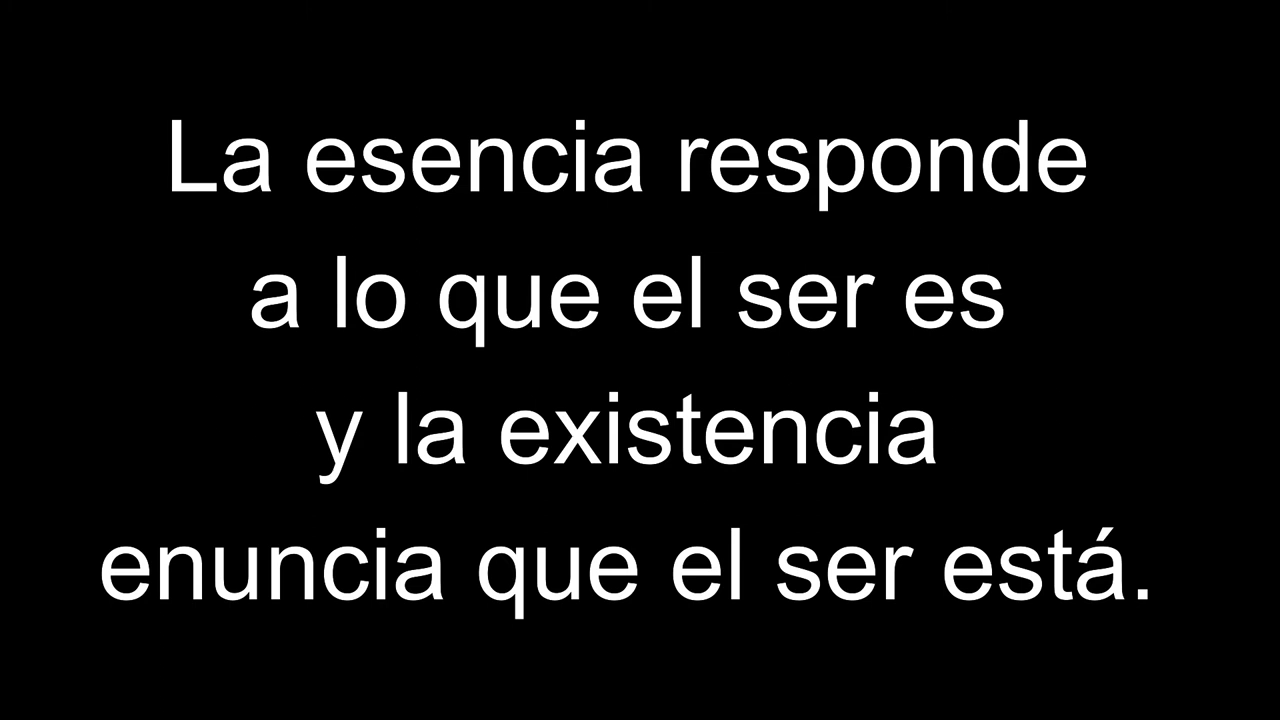 La esencia responde
a lo que el ser es
y la existencia
enuncia que el ser está.